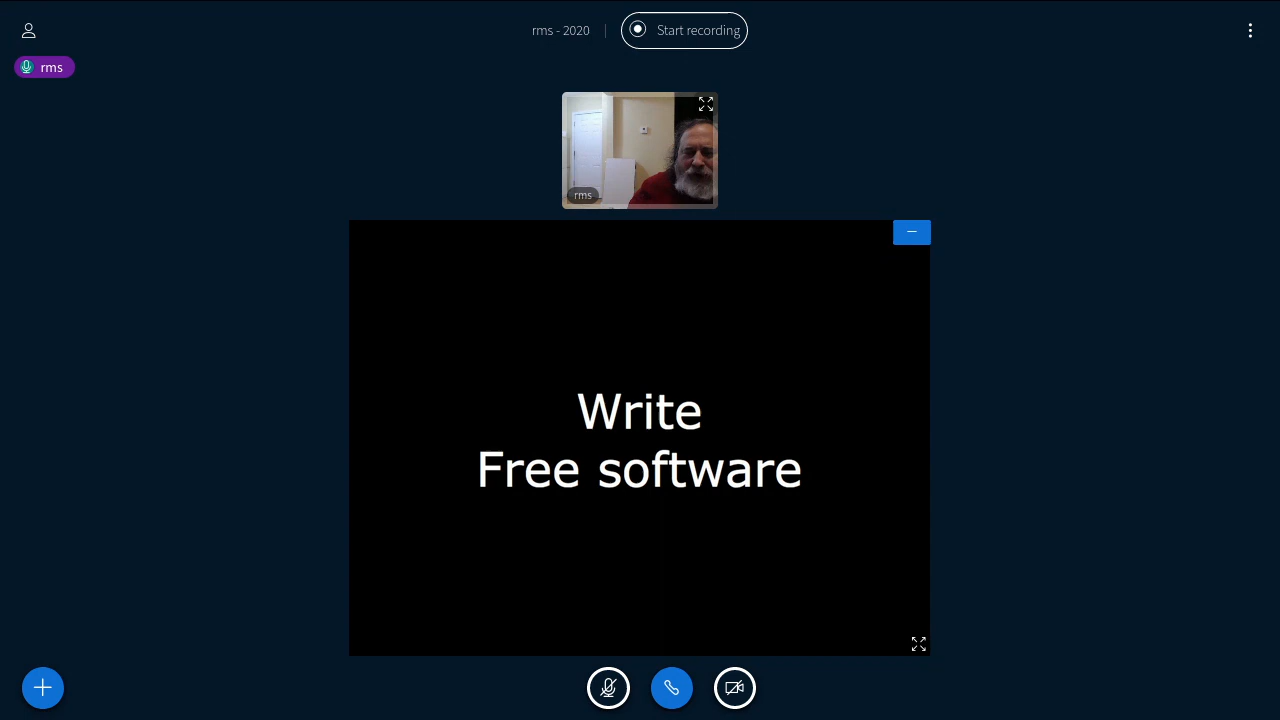 rms - 2020
Start recording
rms
rms
Write
Free software